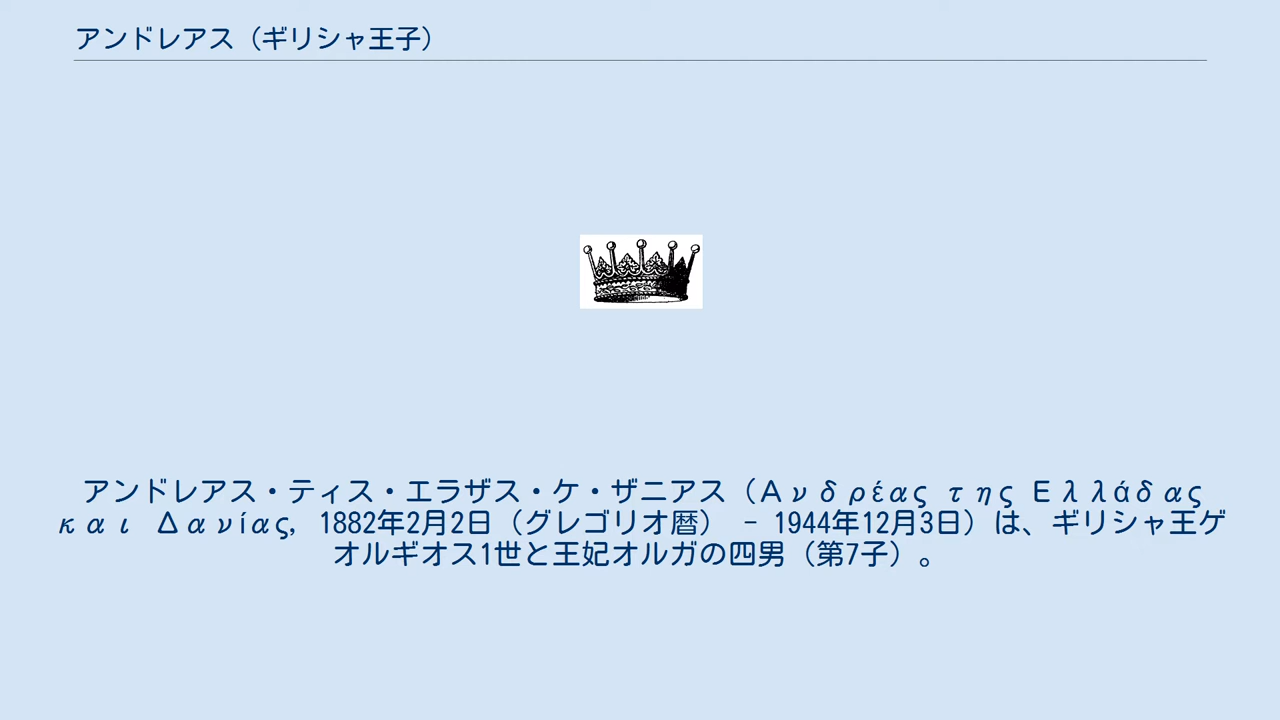 アンドレアス（ギリシャ王子）
アンドレアス・ティス・エラザス・ケ・ザニアス（Ανδρέας της Ελλάδας
και Δανίας, 1882年2月2日（グレゴリオ暦） - 1944年12月3日）は、ギリシャ王ゲ
オルギオス1世と王妃オルガの四男（第7子）。